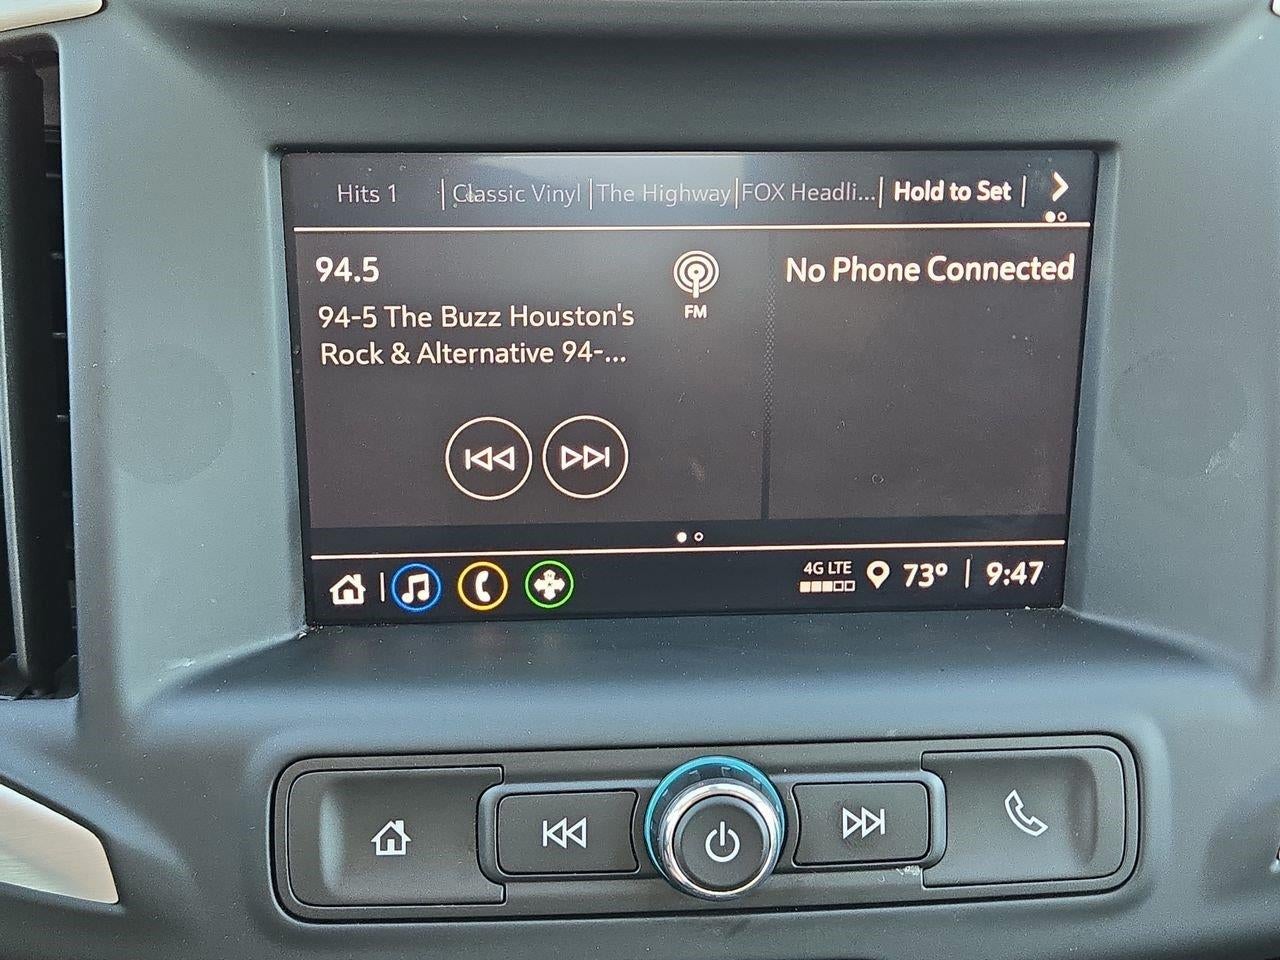 Hits 1 | Classic Vinyl | The Highway | FOX Headli... | Hold to Set |
94.5
FM
No Phone Connected
94-5 The Buzz Houston's
Rock & Alternative 94-...
4G LTE
73° | 9:47